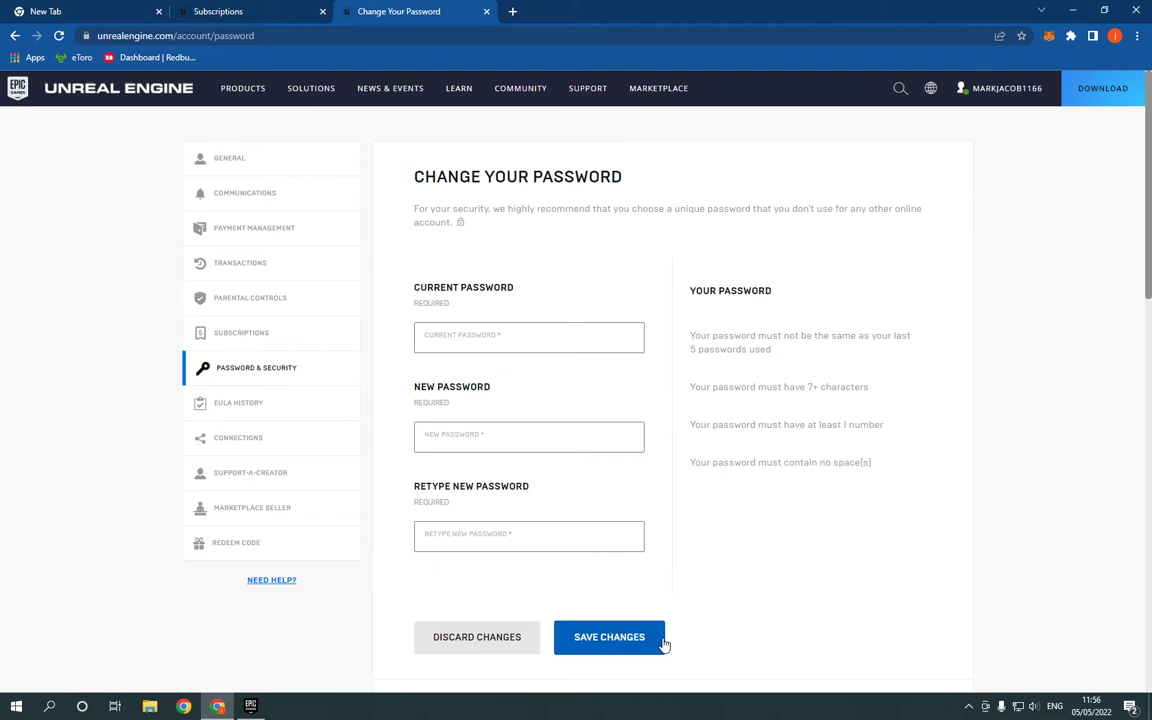 New Tab
Subscriptions
Change Your Password
unrealengine.com/account/password
Apps
eToro
Dashboard | Redbu...
EPIC GAMES
UNREAL ENGINE
PRODUCTS
SOLUTIONS
NEWS & EVENTS
LEARN
COMMUNITY
SUPPORT
MARKETPLACE
MARKJACOB1166
DOWNLOAD
GENERAL
COMMUNICATIONS
PAYMENT MANAGEMENT
TRANSACTIONS
PARENTAL CONTROLS
SUBSCRIPTIONS
PASSWORD & SECURITY
EULA HISTORY
CONNECTIONS
SUPPORT-A-CREATOR
MARKETPLACE SELLER
REDEEM CODE
NEED HELP?
CHANGE YOUR PASSWORD
For your security, we highly recommend that you choose a unique password that you don't use for any other online
account.
CURRENT PASSWORD
REQUIRED
CURRENT PASSWORD *
NEW PASSWORD
REQUIRED
NEW PASSWORD *
RETYPE NEW PASSWORD
REQUIRED
RETYPE NEW PASSWORD *
YOUR PASSWORD
Your password must not be the same as your last
5 passwords used
Your password must have 7+ characters
Your password must have at least 1 number
Your password must contain no space(s)
DISCARD CHANGES
SAVE CHANGES
j
EPIC
ENG
11:56
05/05/2022
2